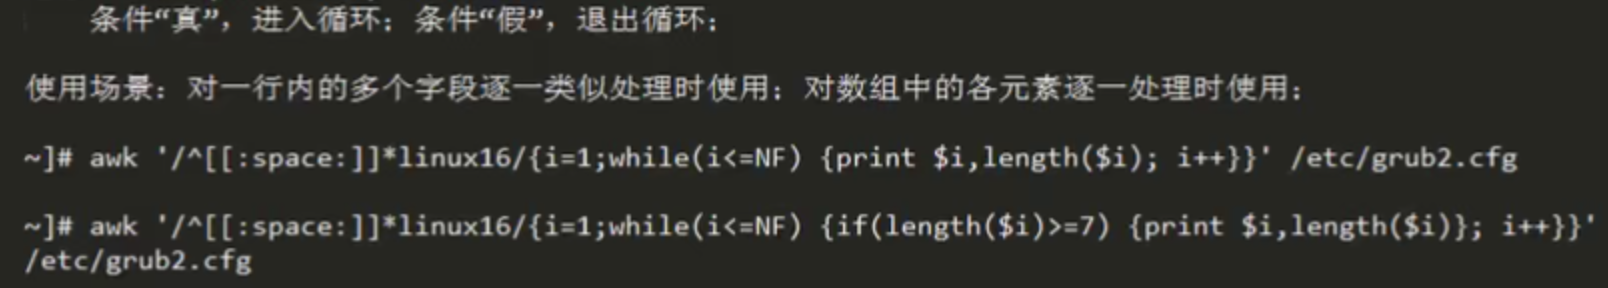 条件“真”，进入循环；条件“假”，退出循环；
使用场景：对一行内的多个字段逐一类似处理时使用；对数组中的各元素逐一处理时使用；
~]# awk '/^[[:space:]]*linux16/{i=1;while(i<=NF) {print $i,length($i); i++}}' /etc/grub2.cfg
~]# awk '/^[[:space:]]*linux16/{i=1;while(i<=NF) {if(length($i)>=7) {print $i,length($i)}; i++}}'
/etc/grub2.cfg